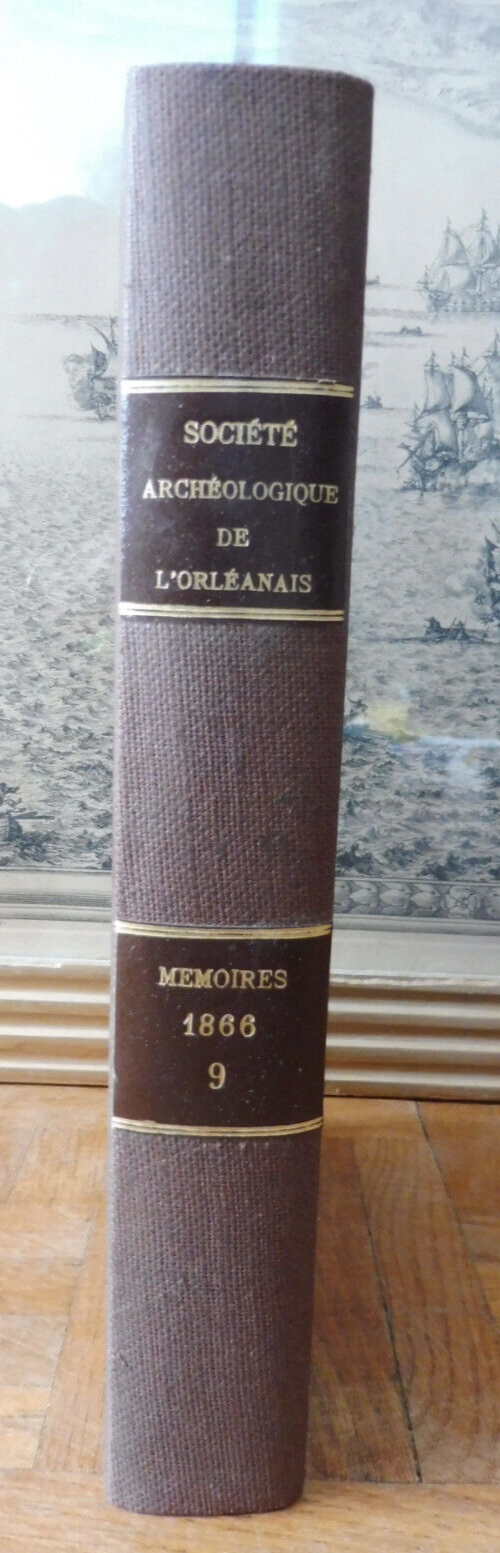 SOCIÉTÉ
ARCHÉOLOGIQUE
DE
L'ORLÉANAIS
MEMOIRES
1866
9